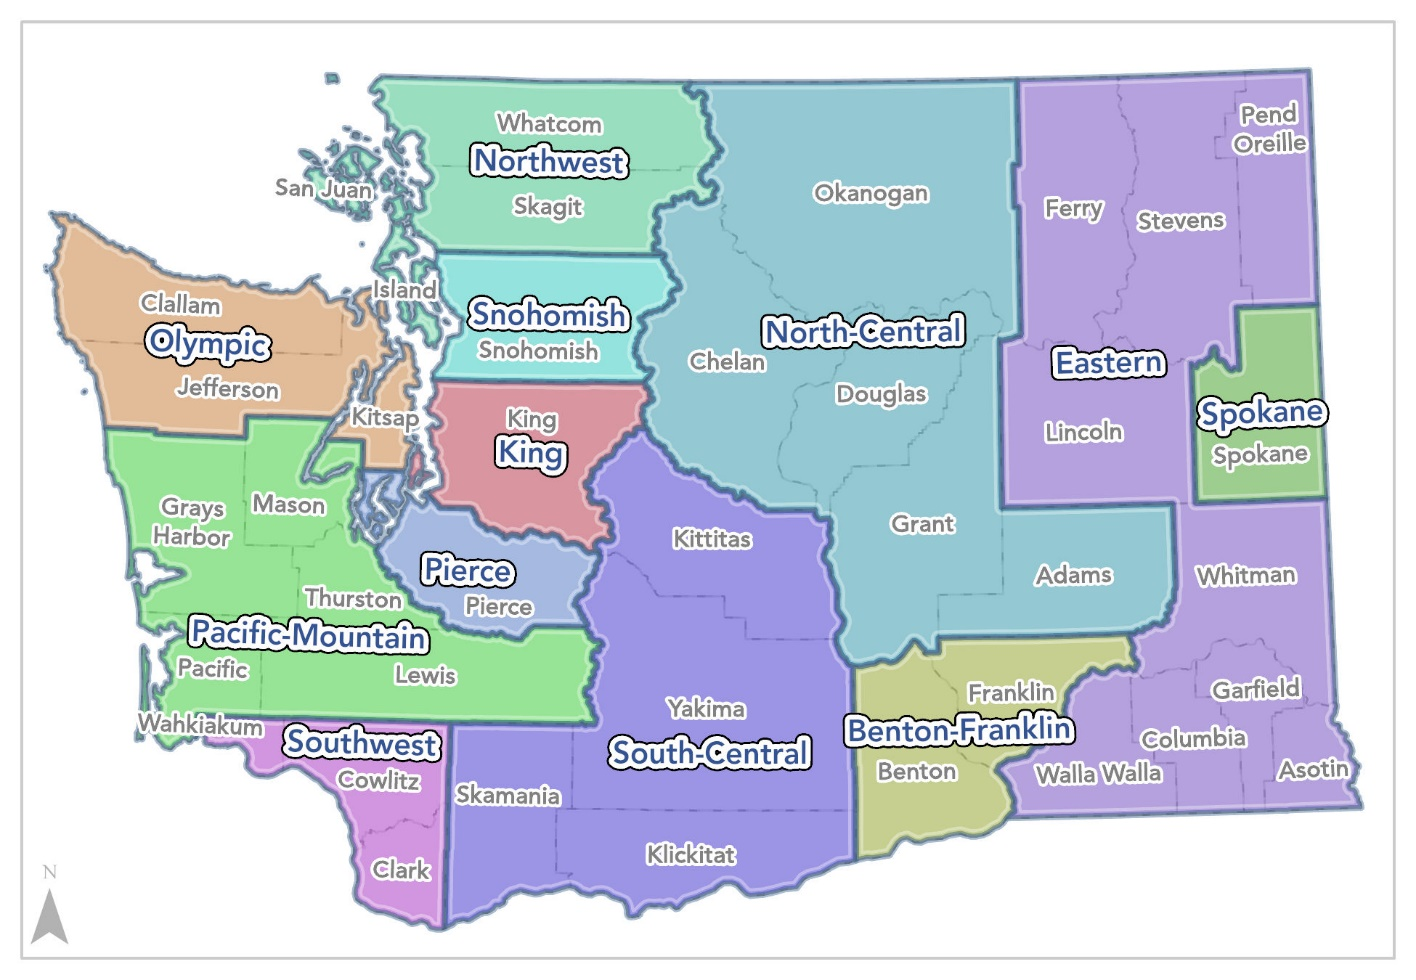 Whatcom
Northwest
Skagit
San Juan
Island
Okanogan
Ferry
Stevens
Pend
Oreille
Clallam
Olympic
Jefferson
Kitsap
Snohomish
Snohomish
North-Central
Chelan
Douglas
Eastern
Lincoln
Spokane
Spokane
King
King
Grays
Harbor
Mason
Kittitas
Grant
Adams
Whitman
Pierce
Pierce
Thurston
Pacific-Mountain
Pacific
Lewis
Wahkiakum
Southwest
Cowlitz
Clark
Yakima
South-Central
Skamania
Klickitat
Franklin
Benton-Franklin
Benton
Garfield
Columbia
Walla Walla
Asotin
N